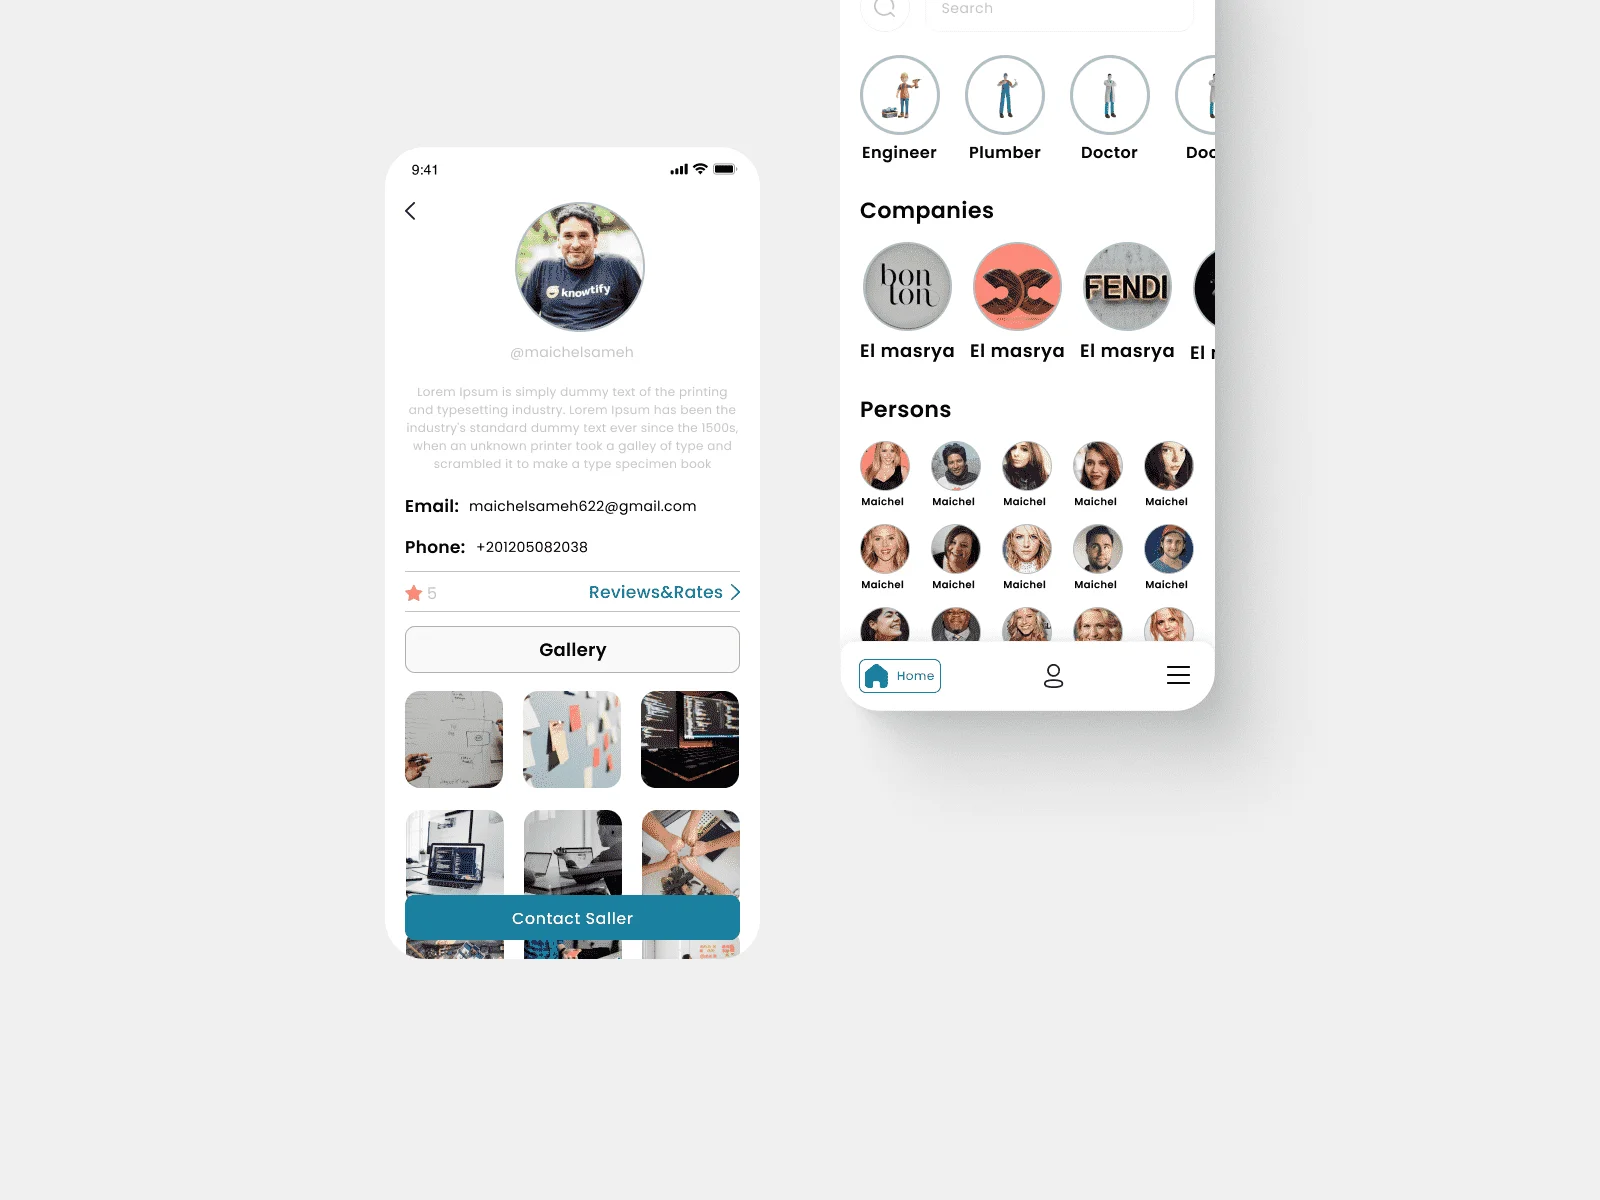 9:41
knowtify
@maichelsameh
Lorem Ipsum is simply dummy text of the printing
and typesetting industry. Lorem Ipsum has been the
industry's standard dummy text ever since the 1500s,
when an unknown printer took a galley of type and
scrambled it to make a type specimen book
Email: maichelsameh622@gmail.com
Phone: +201205082038
5 Reviews&Rates
Gallery
Contact Saller
Search
Engineer Plumber Doctor Doc
Companies
bon
ton
FENDI
El masrya El masrya El masrya El
Persons
Maichel Maichel Maichel Maichel Maichel
Maichel Maichel Maichel Maichel Maichel
Home